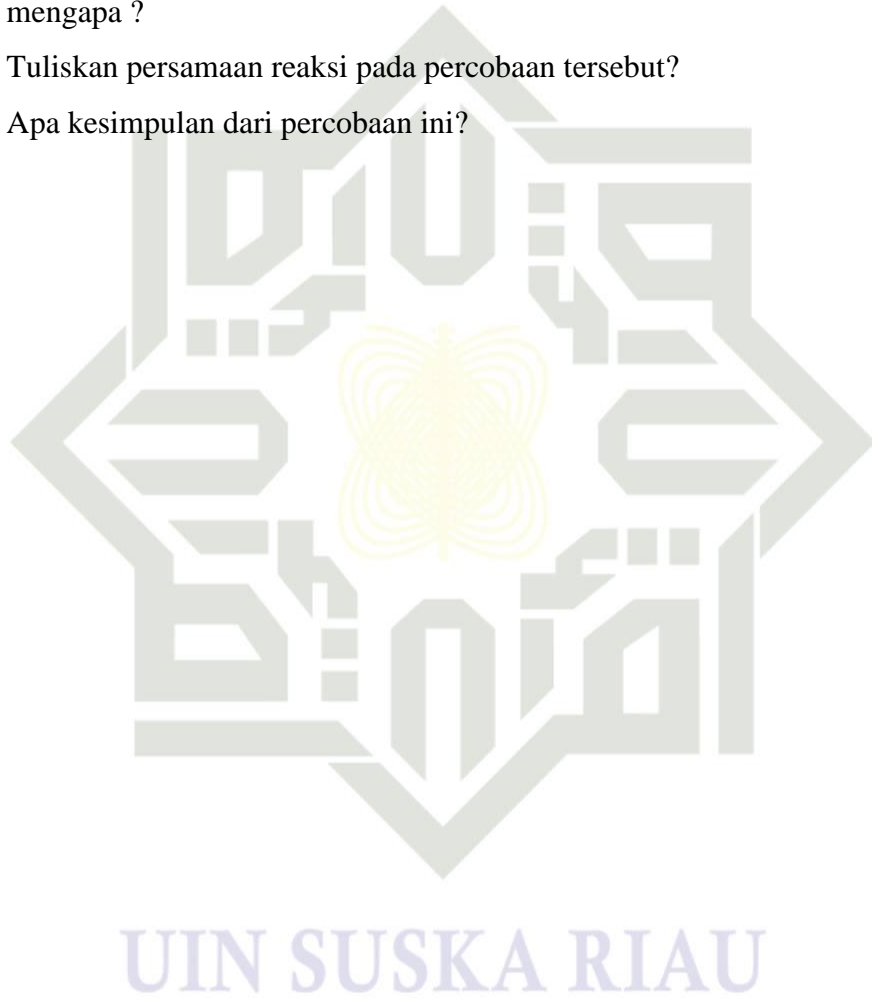 mengapa ?
Tuliskan persamaan reaksi pada percobaan tersebut?
Apa kesimpulan dari percobaan ini?
UIN SUSKA RIAU